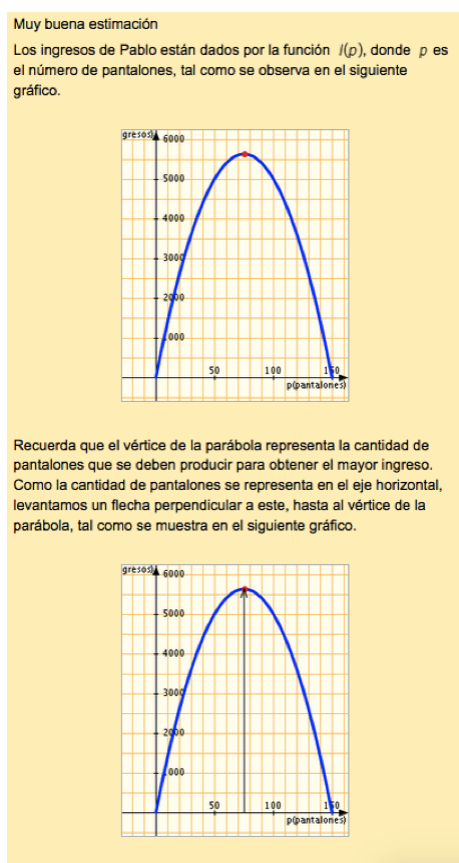 Muy buena estimación
Los ingresos de Pablo están dados por la función I(p), donde p es
el número de pantalones, tal como se observa en el siguiente
gráfico.
gresos)
6000
5000
4000
3000
2000
000
50 100 150
p(pantalones)
Recuerda que el vértice de la parábola representa la cantidad de
pantalones que se deben producir para obtener el mayor ingreso.
Como la cantidad de pantalones se representa en el eje horizontal,
levantamos un flecha perpendicular a este, hasta al vértice de la
parábola, tal como se muestra en el siguiente gráfico.
gresos)
6000
5000
4000
3000
2000
000
50 100 150
p(pantalones)